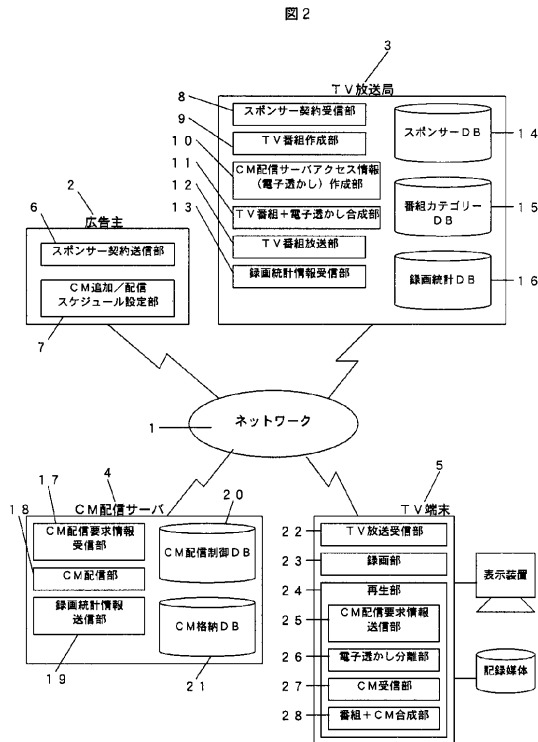 図2
3
TV放送局
8
スポンサー契約受信部
9
TV番組作成部
10
CM配信サーバアクセス情報
(電子透かし)作成部
11
TV番組+電子透かし合成部
12
TV番組放送部
13
録画統計情報受信部
スポンサーDB
14
番組カテゴリー
DB
15
録画統計DB
16
2
広告主
6
スポンサー契約送信部
CM追加/配信
スケジュール設定部
7
1
ネットワーク
4
CM配信サーバ
17
CM配信要求情報
受信部
18
CM配信部
録画統計情報
送信部
19
20
CM配信制御DB
CM格納DB
21
5
TV端末
22
TV放送受信部
23
録画部
24
再生部
25
CM配信要求情報
送信部
26
電子透かし分離部
27
CM受信部
28
番組+CM合成部
表示装置
記録媒体